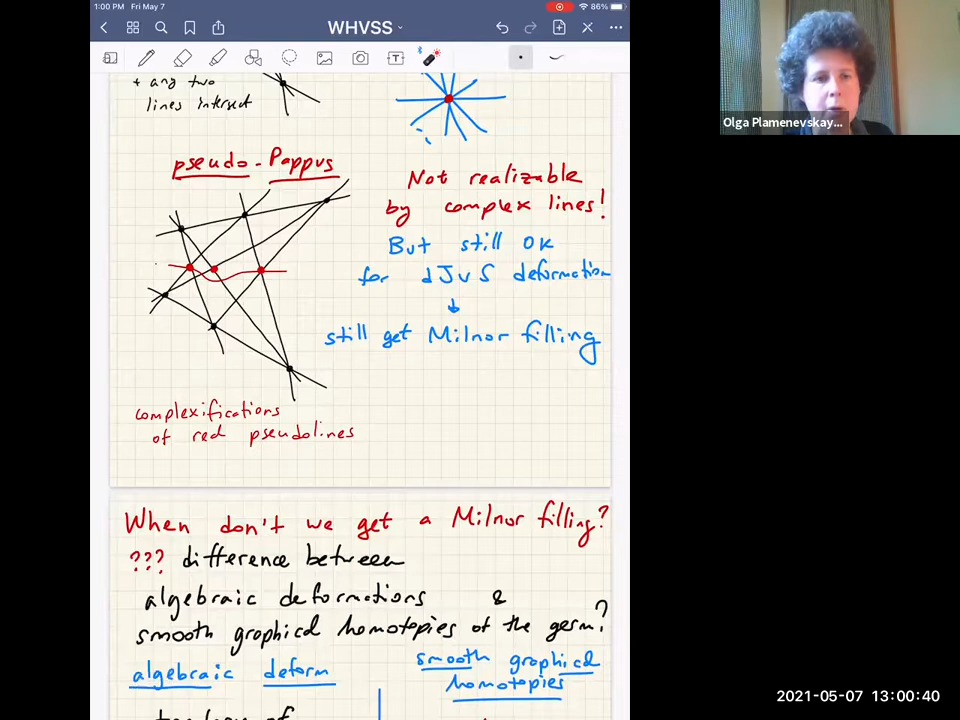 1:00 PM Fri May 7
86%
WHVSS
+ any two
lines intersect
pseudo-Pappus
Not realizable
by complex lines!
But still OK
for dJvS deformation
still get Milnor filling
complexifications
of red pseudolines
When don't we get a Milnor filling?
??? difference between
algebraic deformations &
smooth graphical homotopies of the germ?
algebraic deform
smooth graphical
homotopies
topology of
Olga Plamenevskay...
2021-05-07 13:00:40